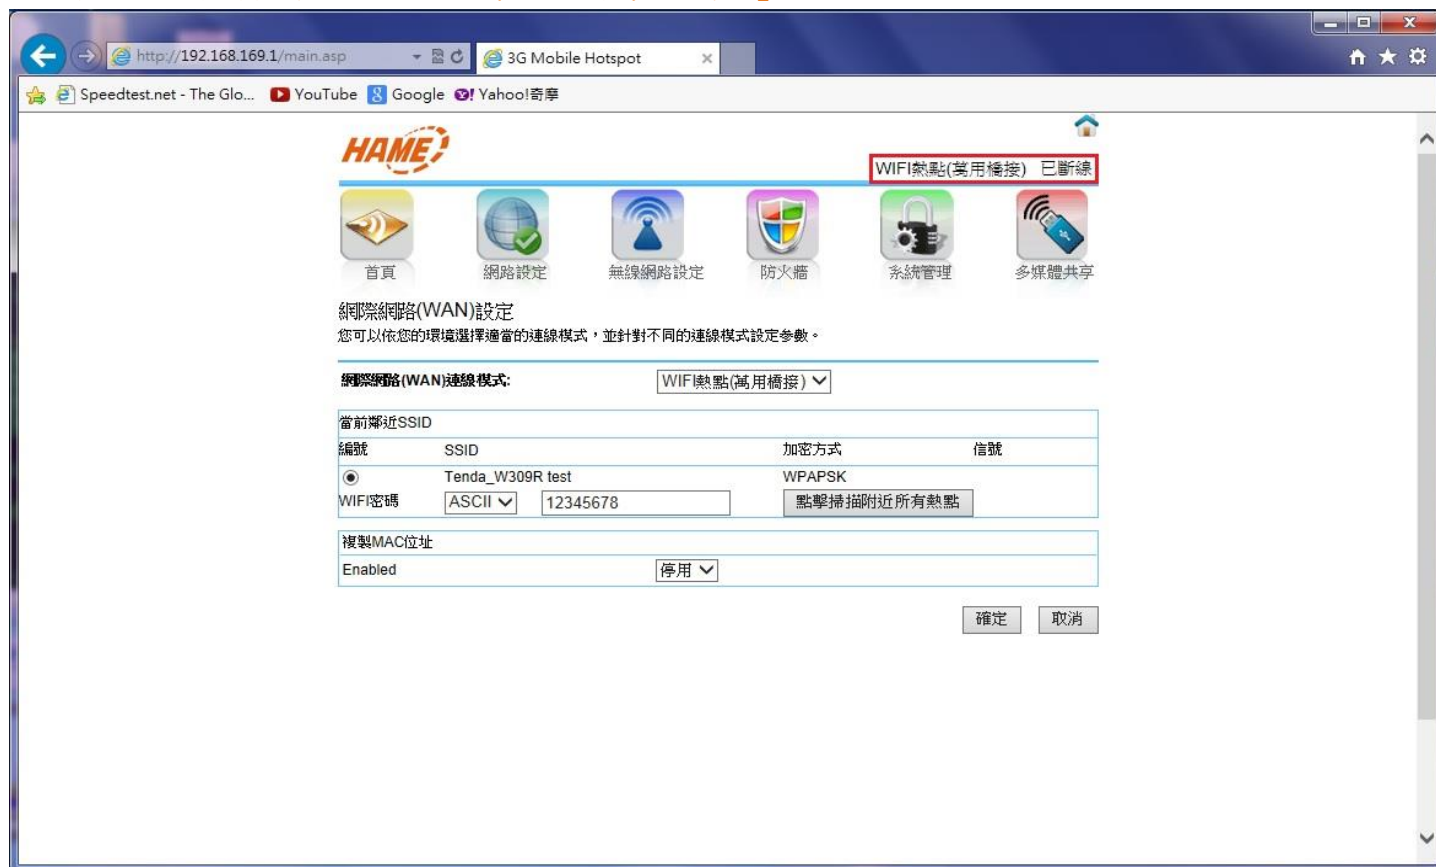 http://192.168.169.1/main.asp
3G Mobile Hotspot
Speedtest.net - The Glo... YouTube Google Yahoo!奇摩
HAME
WIFI熱點(萬用橋接) 已斷線
首頁 網路設定 無線網路設定 防火牆 系統管理 多媒體共享
網際網路(WAN)設定
您可以依您的環境選擇適當的連線模式，並針對不同的連線模式設定參數。
網際網路(WAN)連線模式: WIFI熱點(萬用橋接)
當前鄰近SSID
編號 SSID 加密方式 信號
Tenda_W309R test WPAPSK
WIFI密碼 ASCII 12345678 點擊掃描附近所有熱點
複製MAC位址
Enabled 停用
確定 取消